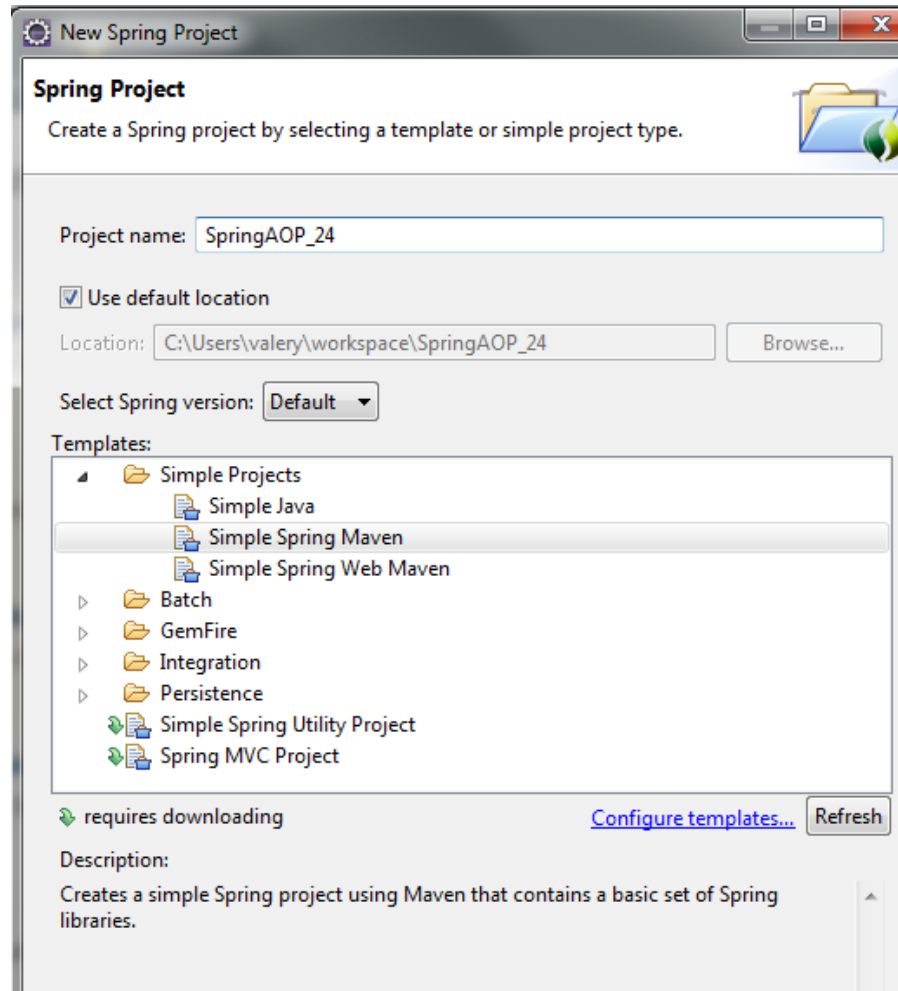 New Spring Project
Spring Project
Create a Spring project by selecting a template or simple project type.
Project name: SpringAOP_24
Use default location
Location: C:\Users\valery\workspace\SpringAOP_24 Browse...
Select Spring version: Default
Templates:
Simple Projects
Simple Java
Simple Spring Maven
Simple Spring Web Maven
Batch
GemFire
Integration
Persistence
Simple Spring Utility Project
Spring MVC Project
requires downloading Configure templates... Refresh
Description:
Creates a simple Spring project using Maven that contains a basic set of Spring
libraries.